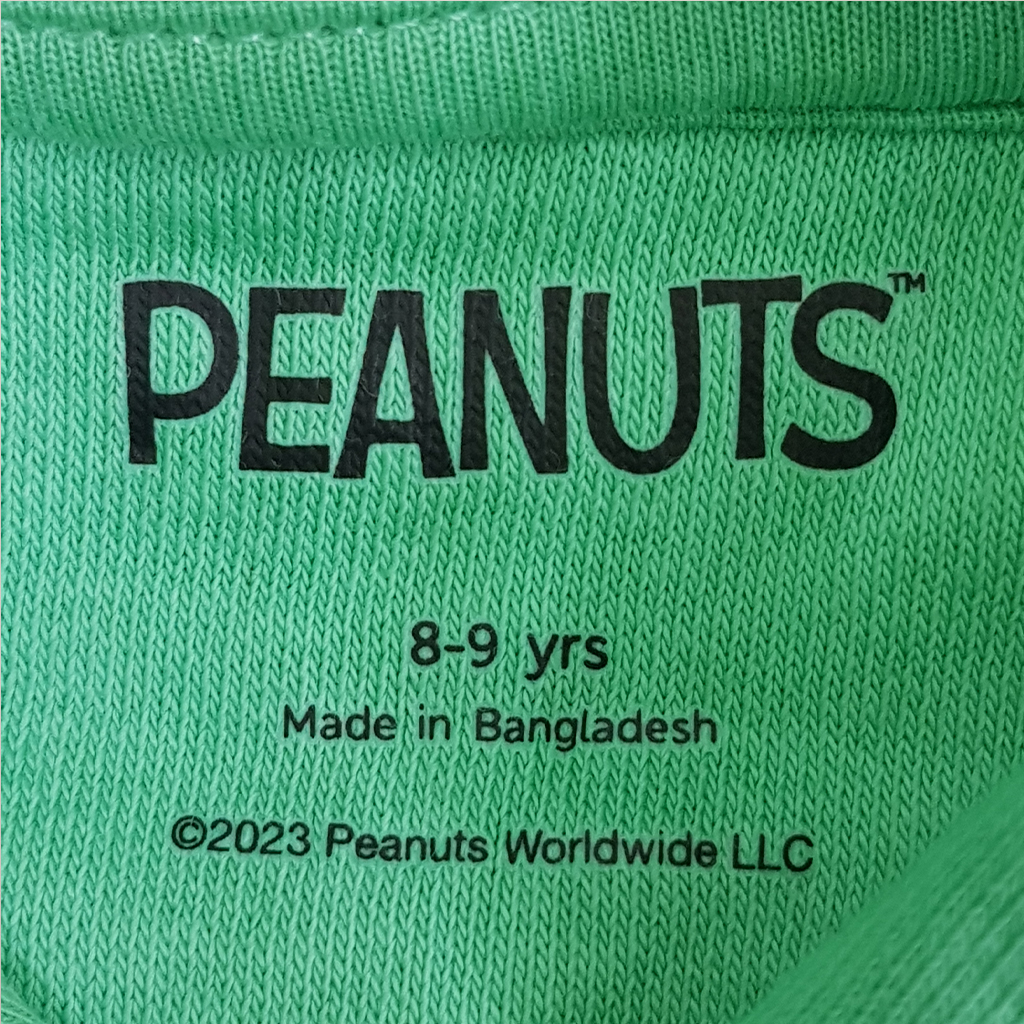 PEANUTS™
8-9 yrs
Made in Bangladesh
©2023 Peanuts Worldwide LLC